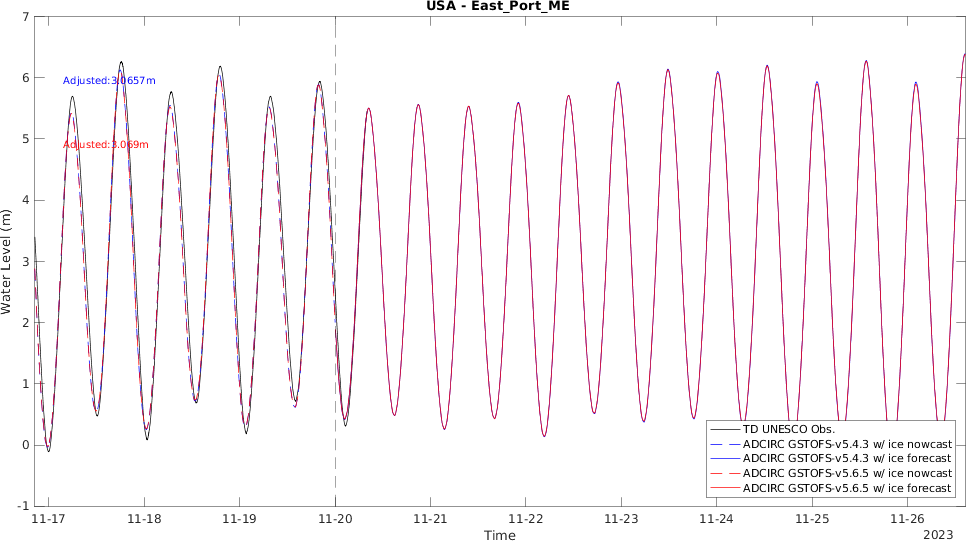 USA - East_Port_ME
7
6
5
4
3
2
1
0
-1
Water Level (m)
Adjusted:3.0657m
Adjusted:3.069m
TD UNESCO Obs.
ADCIRC GSTOFS-v5.4.3 w/ ice nowcast
ADCIRC GSTOFS-v5.4.3 w/ ice forecast
ADCIRC GSTOFS-v5.6.5 w/ ice nowcast
ADCIRC GSTOFS-v5.6.5 w/ ice forecast
11-17 11-18 11-19 11-20 11-21 11-22 11-23 11-24 11-25 11-26
Time
2023